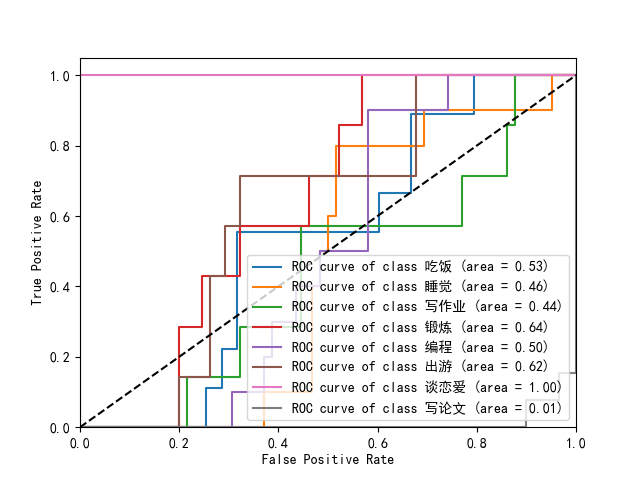 1.0
0.8
0.6
0.4
0.2
0.0
True Positive Rate
ROC curve of class 吃饭 (area = 0.53)
ROC curve of class 睡觉 (area = 0.46)
ROC curve of class 写作业 (area = 0.44)
ROC curve of class 锻炼 (area = 0.64)
ROC curve of class 编程 (area = 0.50)
ROC curve of class 出游 (area = 0.62)
ROC curve of class 谈恋爱 (area = 1.00)
ROC curve of class 写论文 (area = 0.01)
0.0 0.2 0.4 0.6 0.8 1.0
False Positive Rate